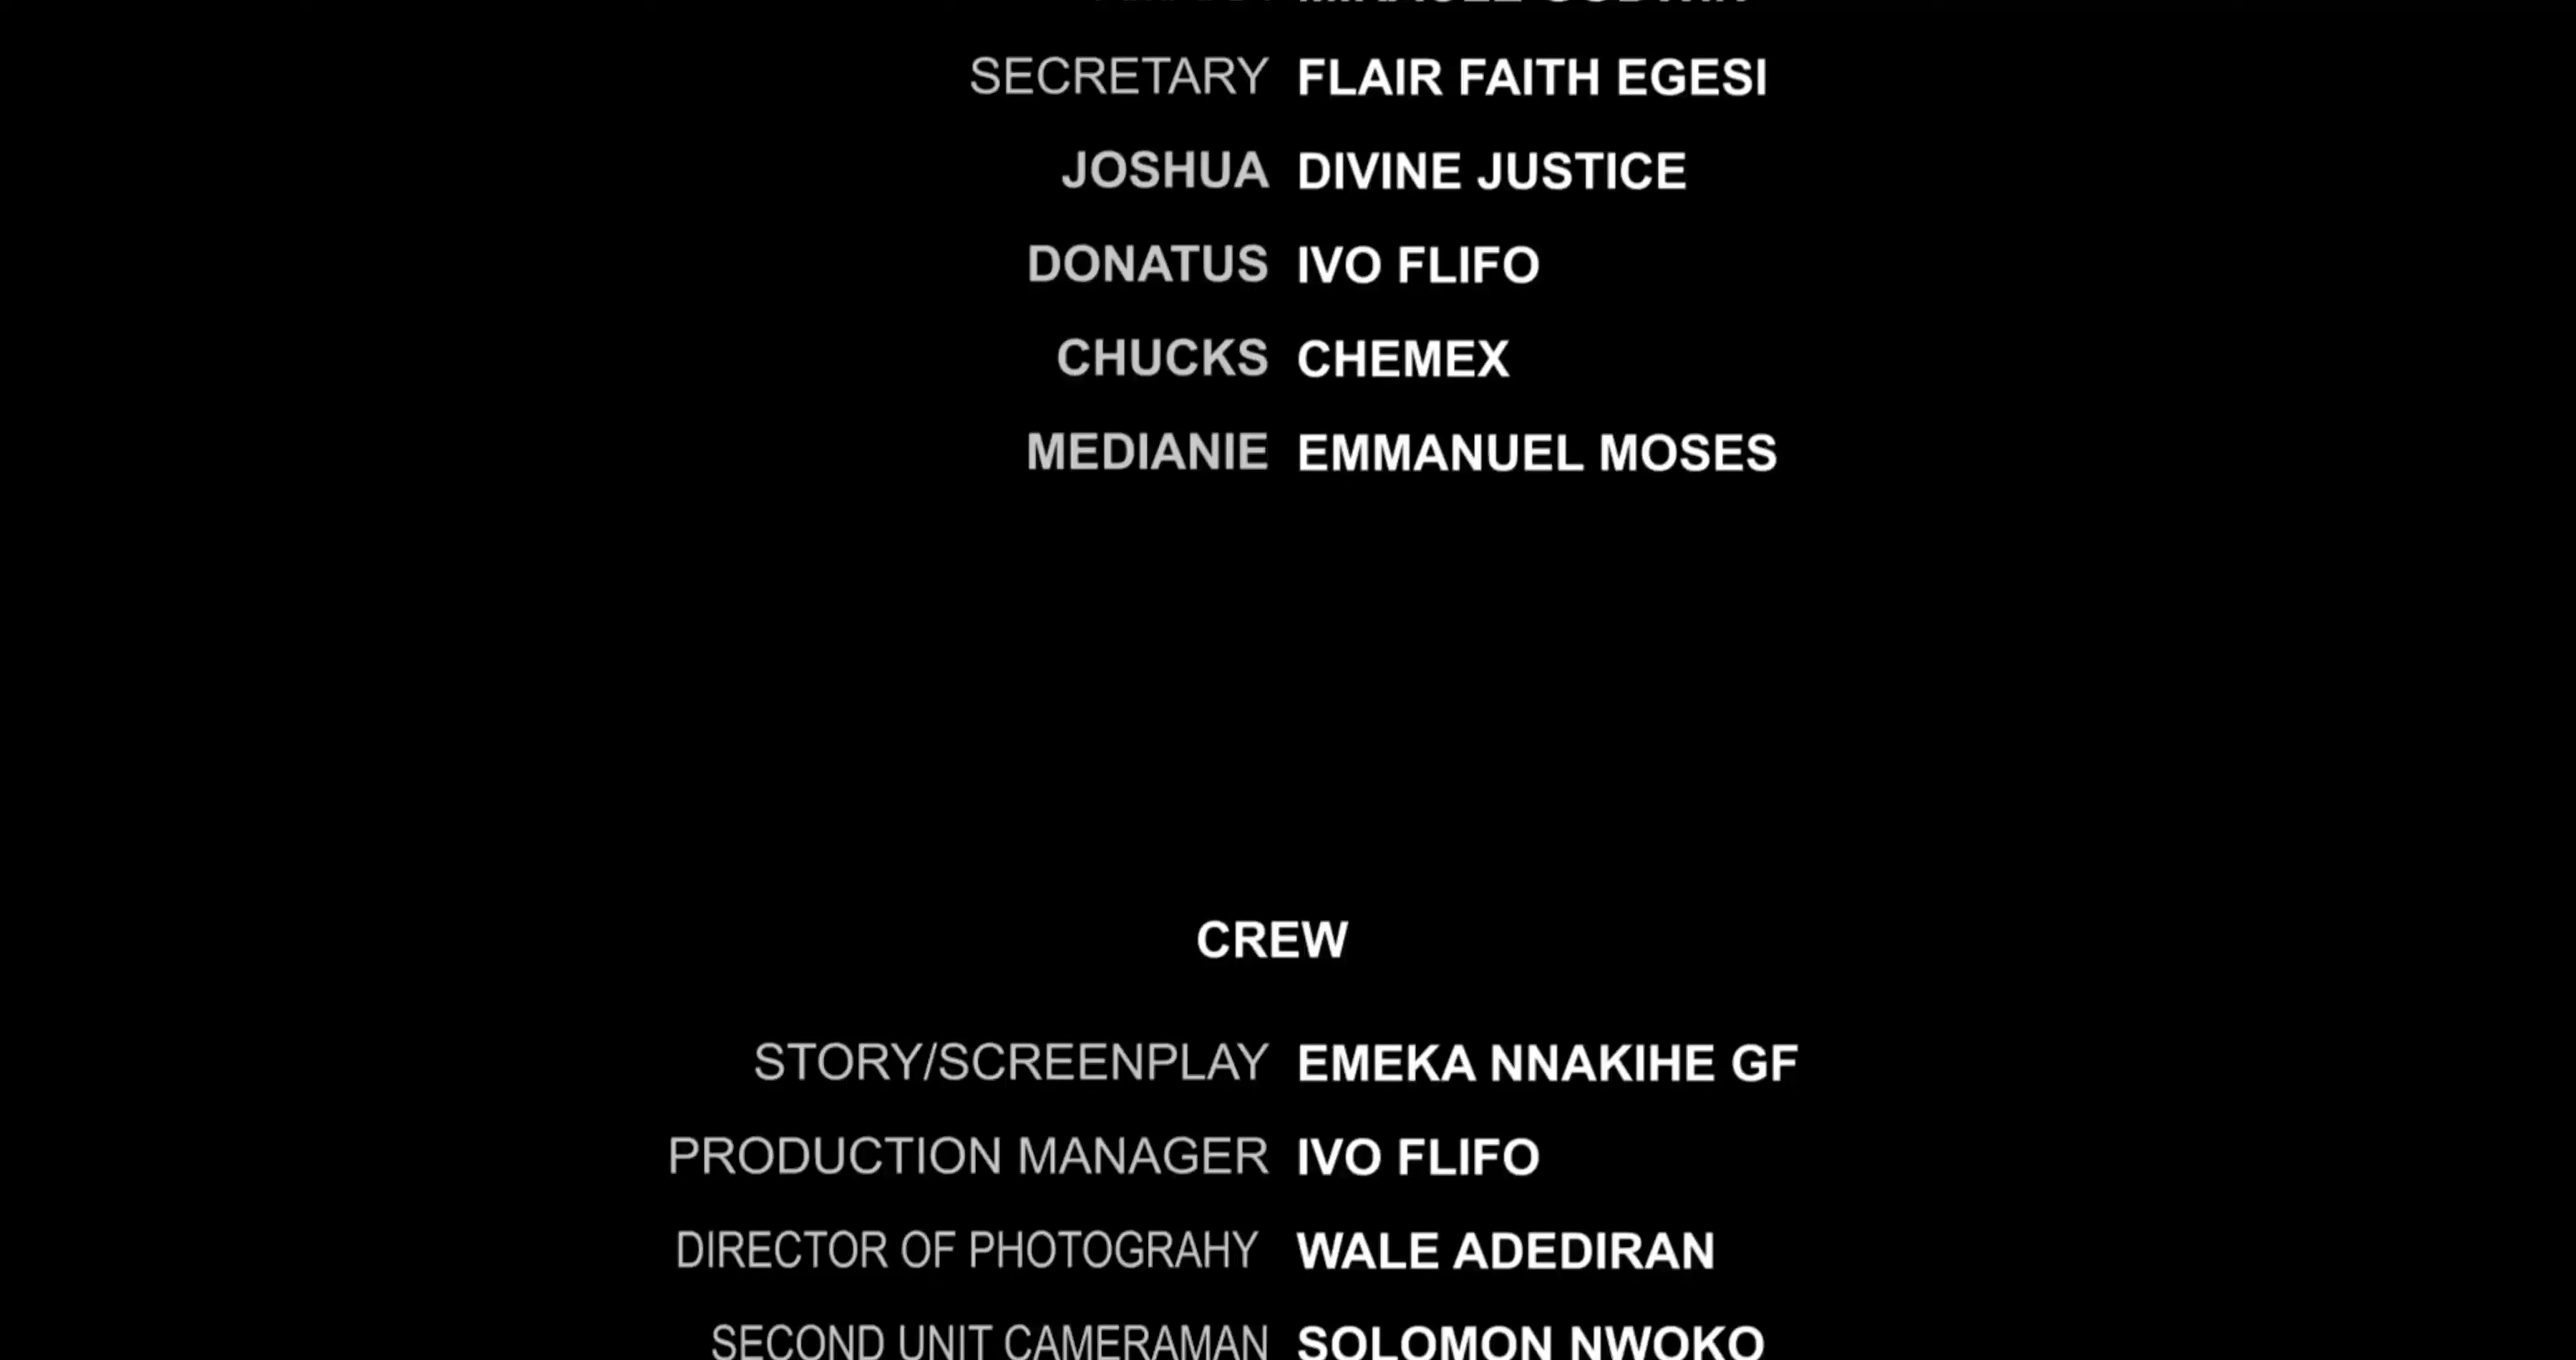 SECRETARY FLAIR FAITH EGESI
JOSHUA DIVINE JUSTICE
DONATUS IVO FLIFO
CHUCKS CHEMEX
MEDIANIE EMMANUEL MOSES
CREW
STORY/SCREENPLAY EMEKA NNAKIHE GF
PRODUCTION MANAGER IVO FLIFO
DIRECTOR OF PHOTOGRAHY WALE ADEDIRAN
SECOND UNIT CAMERAMAN SOLOMON NWOKO